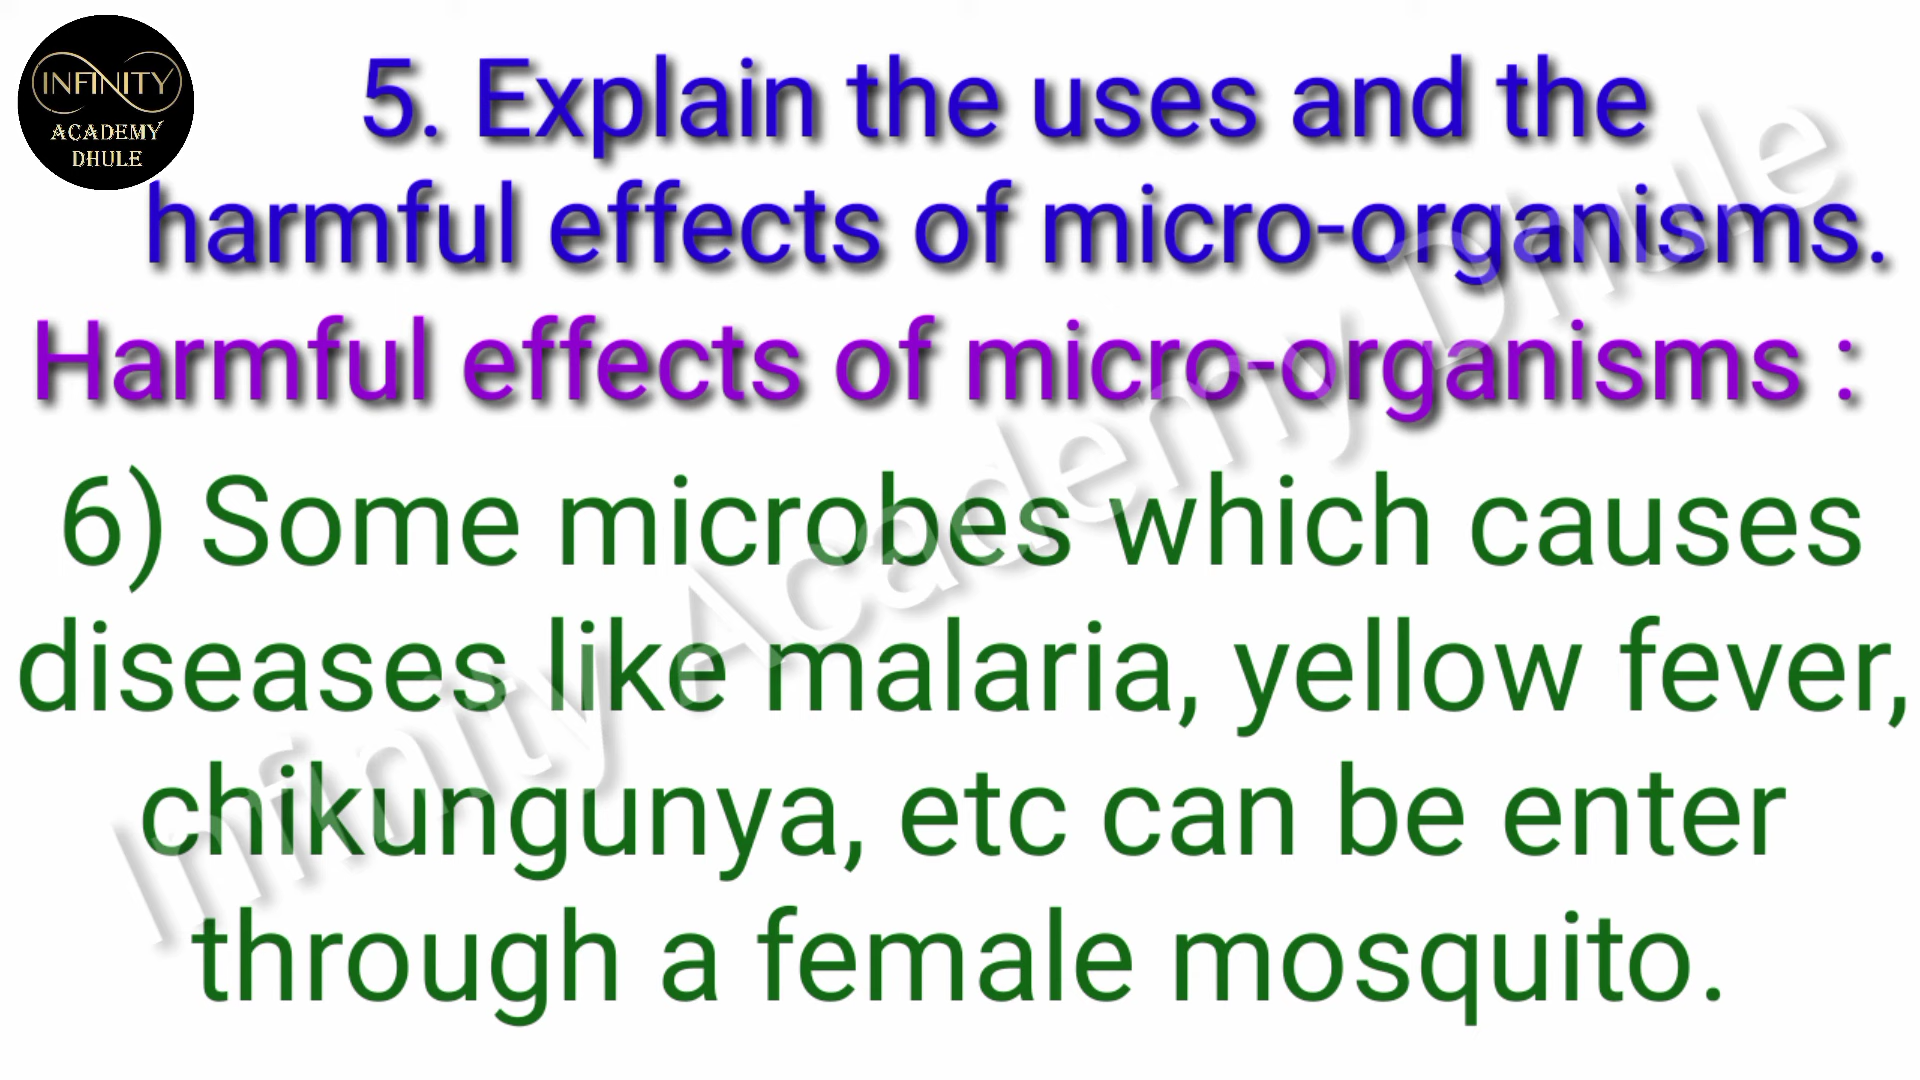 INFINITY
ACADEMY
DHULE
5. Explain the uses and the
harmful effects of micro-organisms.
Harmful effects of micro-organisms :
6) Some microbes which causes
diseases like malaria, yellow fever,
chikungunya, etc can be enter
through a female mosquito.
Infinity Academy Dhule